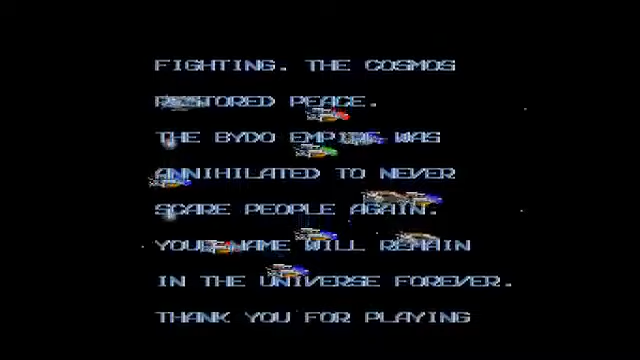 FIGHTING. THE COSMOS
RESTORED PEACE.
THE BYDO EMPIRE WAS
ANNIHILATED TO NEVER
SCARE PEOPLE AGAIN.
YOUR NAME WILL REMAIN
IN THE UNIVERSE FOREVER.
THANK YOU FOR PLAYING